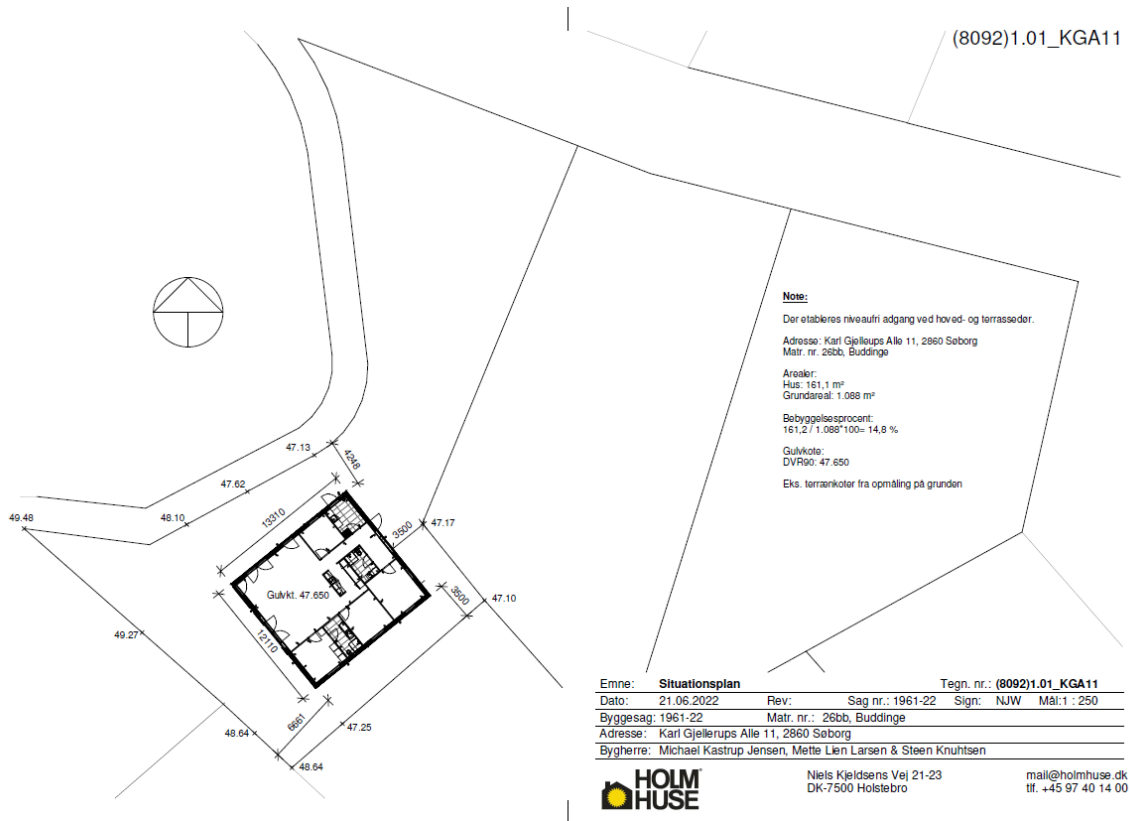 (8092)1.01_KGA11
Note:
Der etableres niveaufri adgang ved hoved- og terrassedør.
Adresse: Karl Gjelleups Alle 11, 2860 Søborg
Matr. nr. 26bb, Buddinge
Arealer:
Hus: 161,1 m²
Grundareal: 1.088 m²
Bebyggelsesprocent:
161,2 / 1.088*100= 14,8 %
Gulvkote:
DVR90: 47.650
Eks. terrænkoter fra opmåling på grunden
47.13
4248
47.62
48.10
49.48
13310
3500
47.17
Gulvkt. 47.650
3500
47.10
12110
49.27
6661
47.25
48.64
48.64
Emne: Situationsplan Tegn. nr.: (8092)1.01_KGA11
Dato: 21.06.2022 Rev: Sag nr.: 1961-22 Sign: NJW Mål:1 : 250
Byggesag: 1961-22 Matr. nr.: 26bb, Buddinge
Adresse: Karl Gjellerups Alle 11, 2860 Søborg
Bygherre: Michael Kastrup Jensen, Mette Lien Larsen & Steen Knuhtsen
HOLM
HUSE
Niels Kjeldsens Vej 21-23
DK-7500 Holstebro
mail@holmhuse.dk
tlf. +45 97 40 14 00